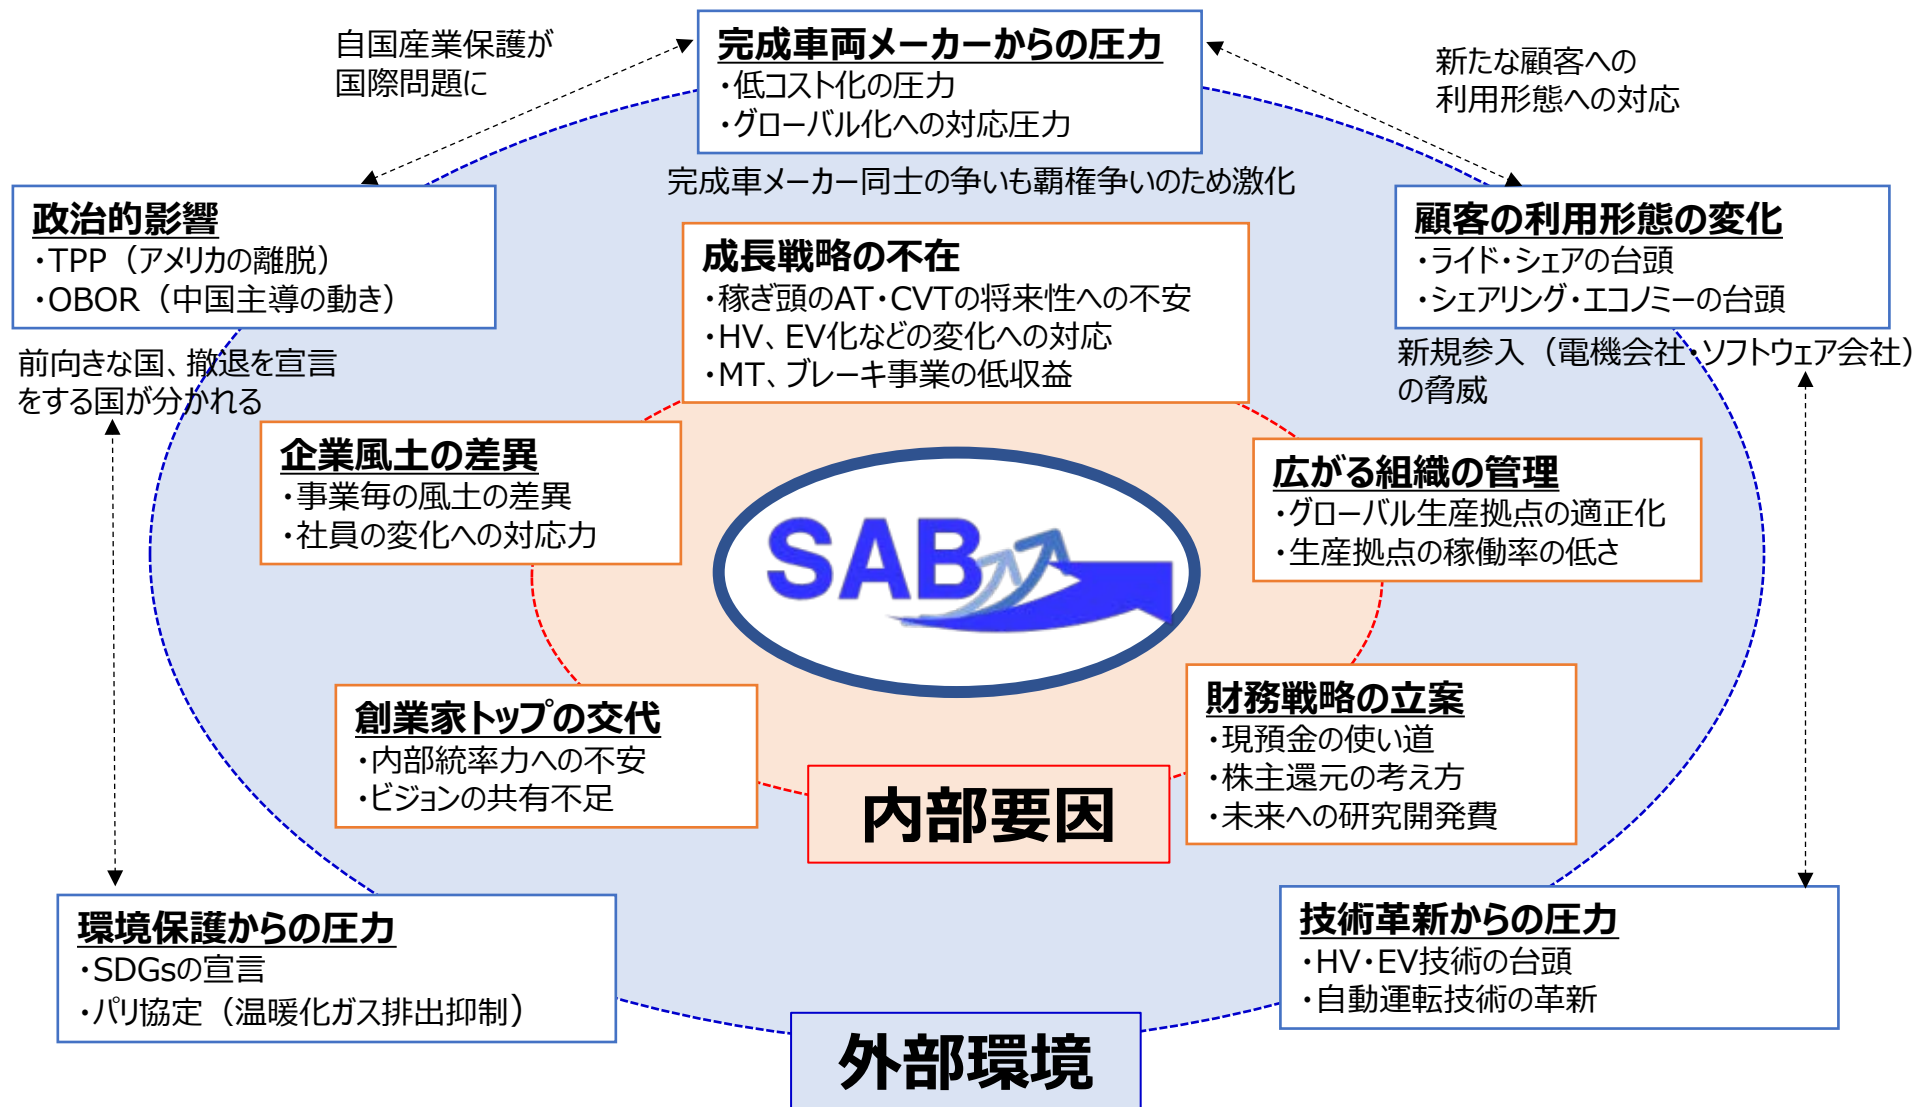 自国産業保護が
国際問題に
完成車両メーカーからの圧力
・低コスト化の圧力
・グローバル化への対応圧力
新たな顧客への
利用形態への対応
完成車メーカー同士の争いも覇権争いのため激化
政治的影響
・TPP（アメリカの離脱）
・OBOR（中国主導の動き）
前向きな国、撤退を宣言
をする国が分かれる
顧客の利用形態の変化
・ライド・シェアの台頭
・シェアリング・エコノミーの台頭
新規参入（電機会社・ソフトウェア会社）
の脅威
成長戦略の不在
・稼ぎ頭のAT・CVTの将来性への不安
・HV、EV化などの変化への対応
・MT、ブレーキ事業の低収益
企業風土の差異
・事業毎の風土の差異
・社員の変化への対応力
SAB
広がる組織の管理
・グローバル生産拠点の適正化
・生産拠点の稼働率の低さ
創業家トップの交代
・内部統率力への不安
・ビジョンの共有不足
財務戦略の立案
・現預金の使い道
・株主還元の考え方
・未来への研究開発費
内部要因
環境保護からの圧力
・SDGsの宣言
・パリ協定（温暖化ガス排出抑制）
技術革新からの圧力
・HV・EV技術の台頭
・自動運転技術の革新
外部環境